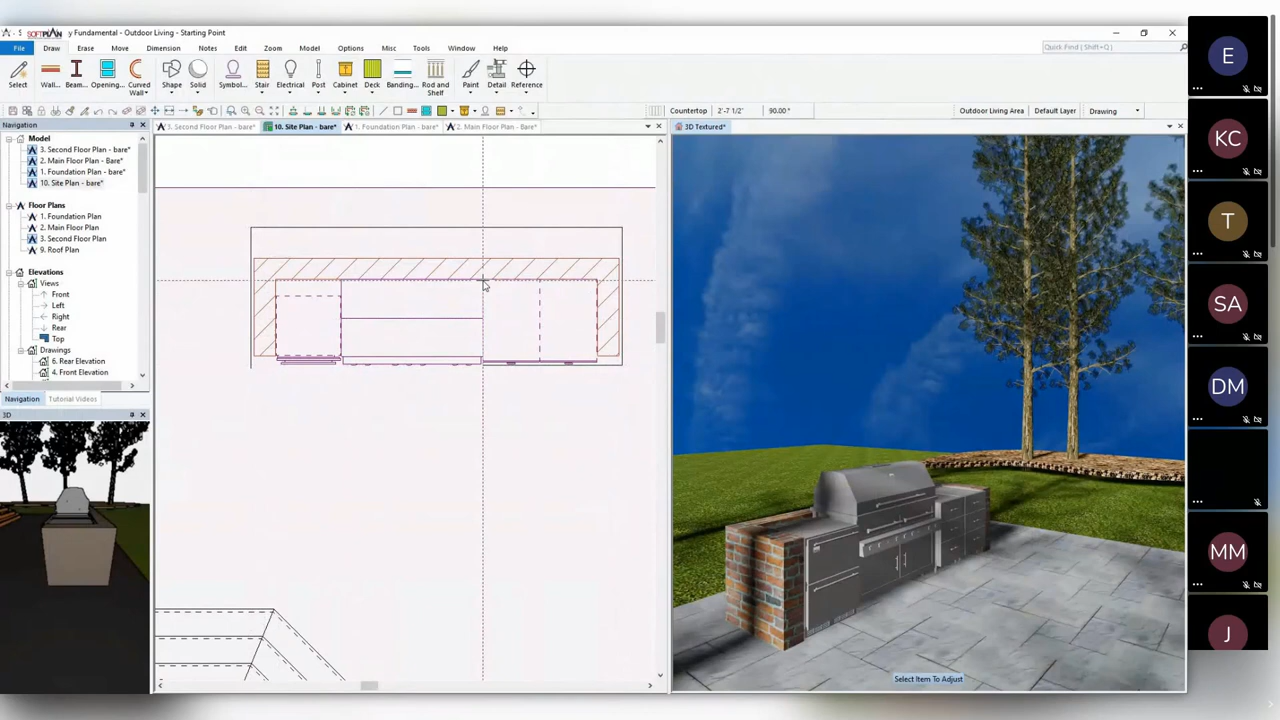 SOFTPLAN y Fundamental - Outdoor Living - Starting Point
File Draw Erase Move Dimension Notes Edit Zoom Model Options Misc Tools Window Help
Quick Find ( Shift+Q )
Select Wall... Beam... Opening... Curved Wall Shape Solid Symbol... Stair Electrical Post Cabinet Deck Banding... Rod and Shelf Paint Detail Reference
Countertop 2'-7 1/2" 90.00° Outdoor Living Area Default Layer Drawing
Navigation
3. Second Floor Plan - bare*
10. Site Plan - bare*
1. Foundation Plan - bare*
2. Main Floor Plan - Bare*
3D Textured*
Model
3. Second Floor Plan - bare*
2. Main Floor Plan - Bare*
1. Foundation Plan - bare*
10. Site Plan - bare*
Floor Plans
1. Foundation Plan
2. Main Floor Plan
3. Second Floor Plan
9. Roof Plan
Elevations
Views
Front
Left
Right
Rear
Top
Drawings
6. Rear Elevation
4. Front Elevation
Navigation Tutorial Videos
3D
Select Item To Adjust
E
KC
T
SA
DM
MM
J